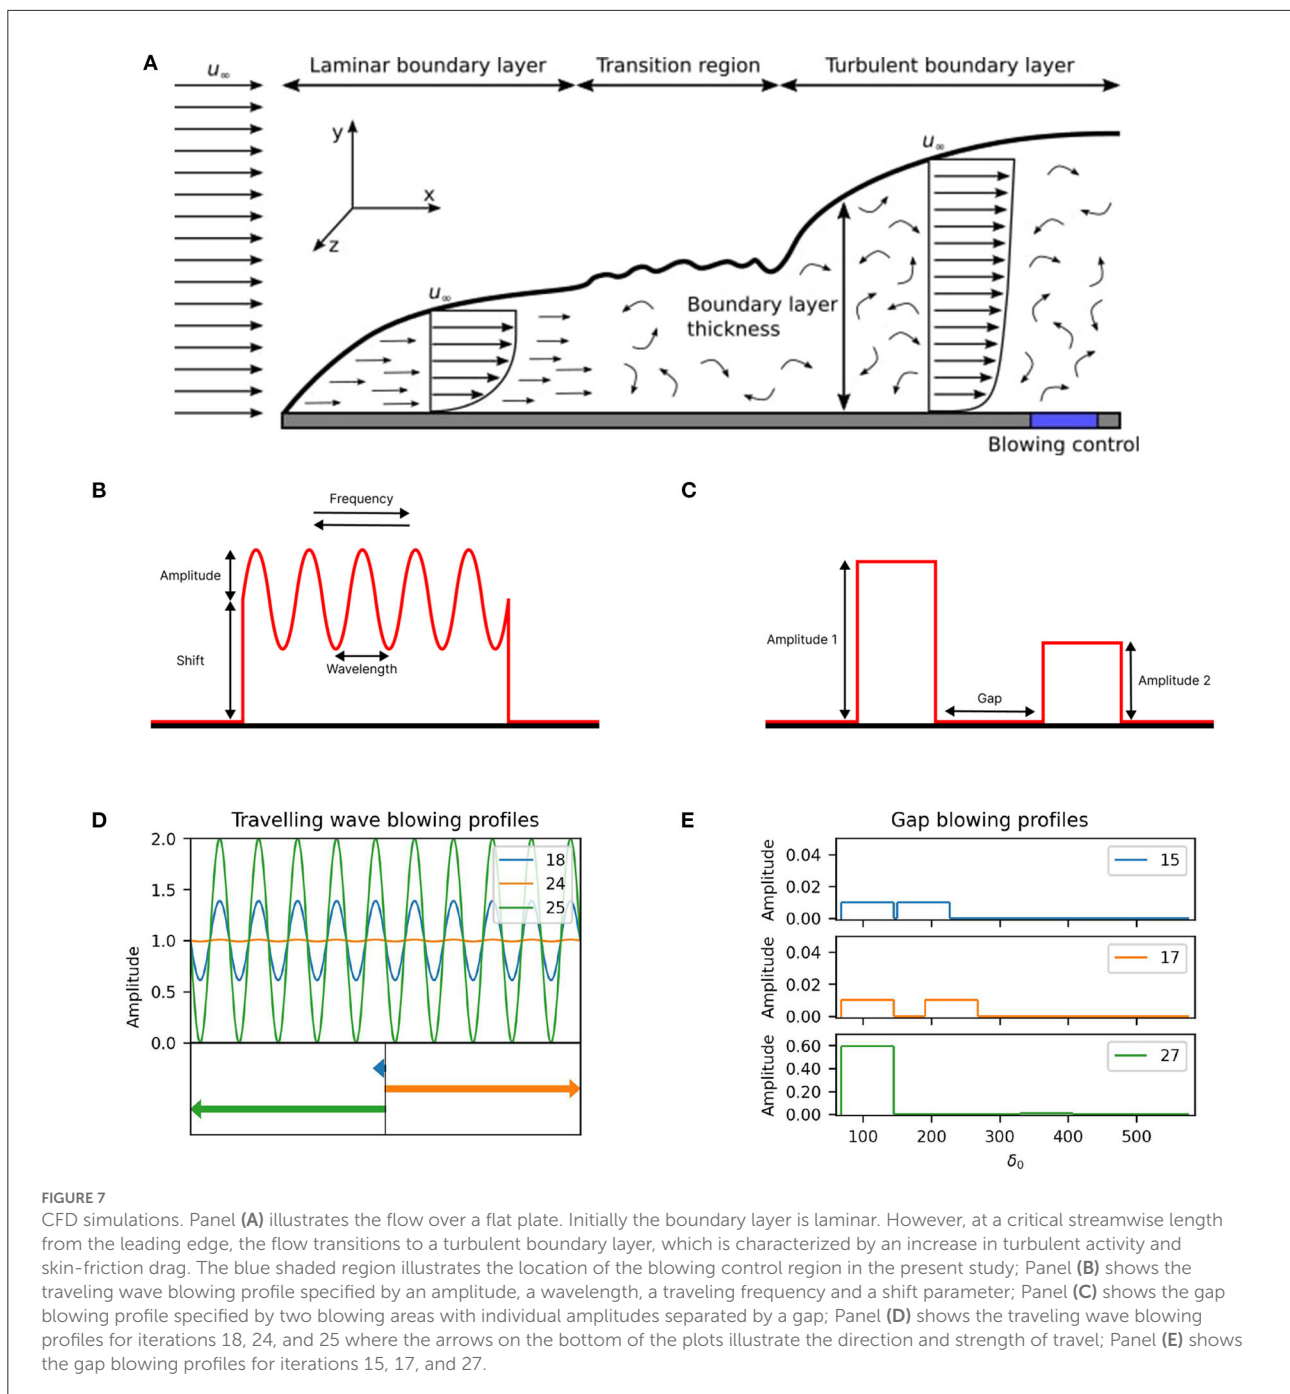 A
u∞
Laminar boundary layer
Transition region
Turbulent boundary layer
y
x
z
u∞
u∞
Boundary layer
thickness
Blowing control
B
Frequency
Amplitude
Shift
Wavelength
C
Amplitude 1
Gap
Amplitude 2
D
Travelling wave blowing profiles
2.0
1.5
1.0
0.5
0.0
Amplitude
18
24
25
E
Gap blowing profiles
Amplitude
0.04
0.02
0.00
15
Amplitude
0.04
0.02
0.00
17
Amplitude
0.60
0.40
0.20
0.00
27
100 200 300 400 500
δ0
FIGURE 7
CFD simulations. Panel (A) illustrates the flow over a flat plate. Initially the boundary layer is laminar. However, at a critical streamwise length
from the leading edge, the flow transitions to a turbulent boundary layer, which is characterized by an increase in turbulent activity and
skin-friction drag. The blue shaded region illustrates the location of the blowing control region in the present study; Panel (B) shows the
traveling wave blowing profile specified by an amplitude, a wavelength, a traveling frequency and a shift parameter; Panel (C) shows the gap
blowing profile specified by two blowing areas with individual amplitudes separated by a gap; Panel (D) shows the traveling wave blowing
profiles for iterations 18, 24, and 25 where the arrows on the bottom of the plots illustrate the direction and strength of travel; Panel (E) shows
the gap blowing profiles for iterations 15, 17, and 27.